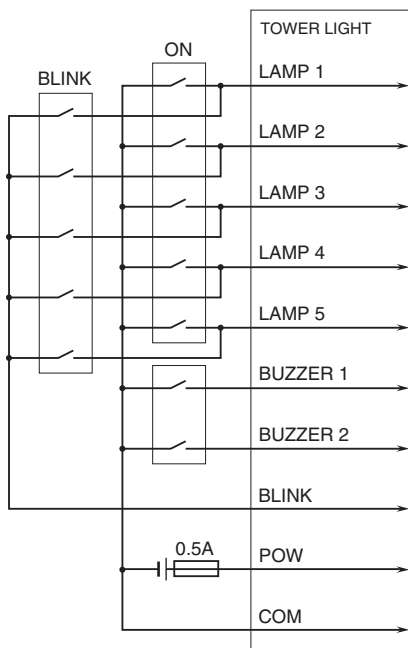 TOWER LIGHT
ON
BLINK
LAMP 1
LAMP 2
LAMP 3
LAMP 4
LAMP 5
BUZZER 1
BUZZER 2
BLINK
0.5A
POW
COM